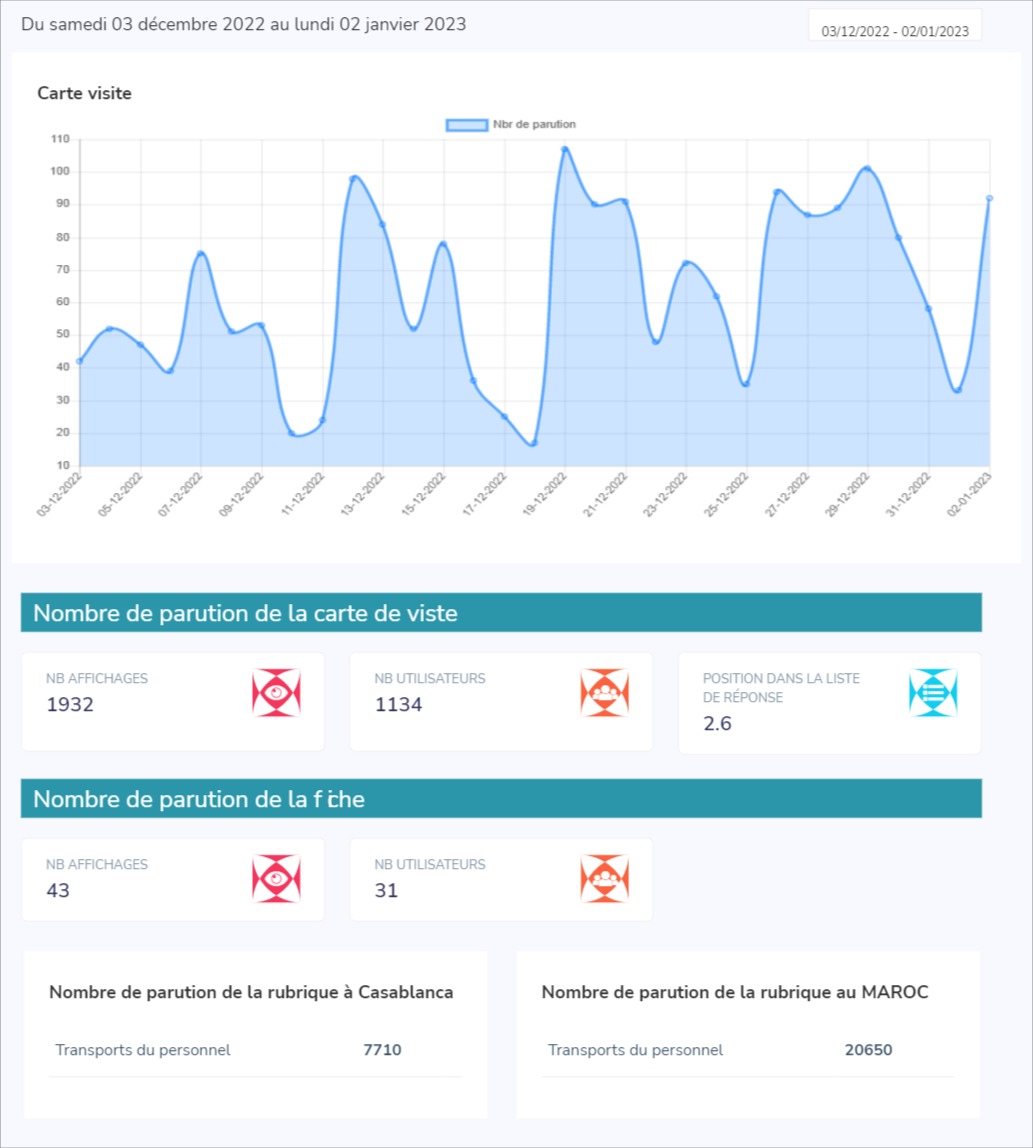 Du samedi 03 décembre 2022 au lundi 02 janvier 2023
03/12/2022 - 02/01/2023
Carte visite
Nbr de parution
110
100
90
80
70
60
50
40
30
20
10
03-12-2022
05-12-2022
07-12-2022
09-12-2022
11-12-2022
13-12-2022
15-12-2022
17-12-2022
19-12-2022
21-12-2022
23-12-2022
25-12-2022
27-12-2022
29-12-2022
31-12-2022
02-01-2023
Nombre de parution de la carte de viste
NB AFFICHAGES
1932
NB UTILISATEURS
1134
POSITION DANS LA LISTE
DE RÉPONSE
2.6
Nombre de parution de la fiche
NB AFFICHAGES
43
NB UTILISATEURS
31
Nombre de parution de la rubrique à Casablanca
Transports du personnel 7710
Nombre de parution de la rubrique au MAROC
Transports du personnel 20650